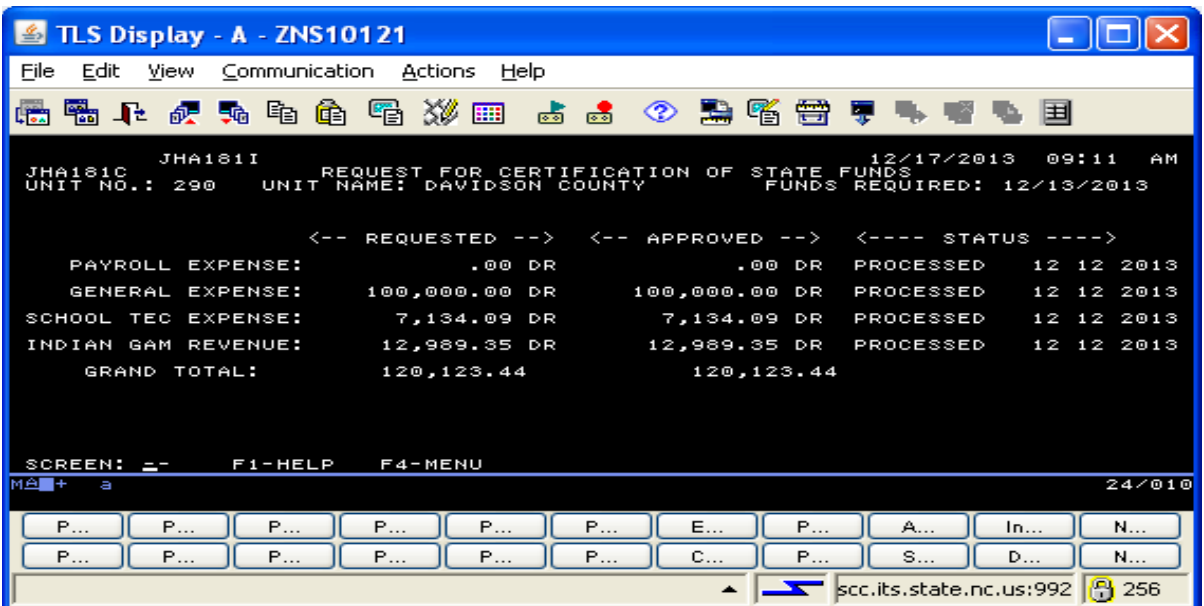 TLS Display - A - ZNS10121
File Edit View Communication Actions Help
JHA181I 12/17/2013 09:11 AM
JHA181C REQUEST FOR CERTIFICATION OF STATE FUNDS
UNIT NO.: 290 UNIT NAME: DAVIDSON COUNTY FUNDS REQUIRED: 12/13/2013
<-- REQUESTED --> <-- APPROVED --> <---- STATUS ---->
PAYROLL EXPENSE: .00 DR .00 DR PROCESSED 12 12 2013
GENERAL EXPENSE: 100,000.00 DR 100,000.00 DR PROCESSED 12 12 2013
SCHOOL TEC EXPENSE: 7,134.09 DR 7,134.09 DR PROCESSED 12 12 2013
INDIAN GAM REVENUE: 12,989.35 DR 12,989.35 DR PROCESSED 12 12 2013
GRAND TOTAL: 120,123.44 120,123.44
SCREEN: __ F1-HELP F4-MENU
MA + a 24/010
P... P... P... P... P... P... E... P... A... In... N...
P... P... P... P... P... P... C... P... S... D... N...
scc.its.state.nc.us:992 256